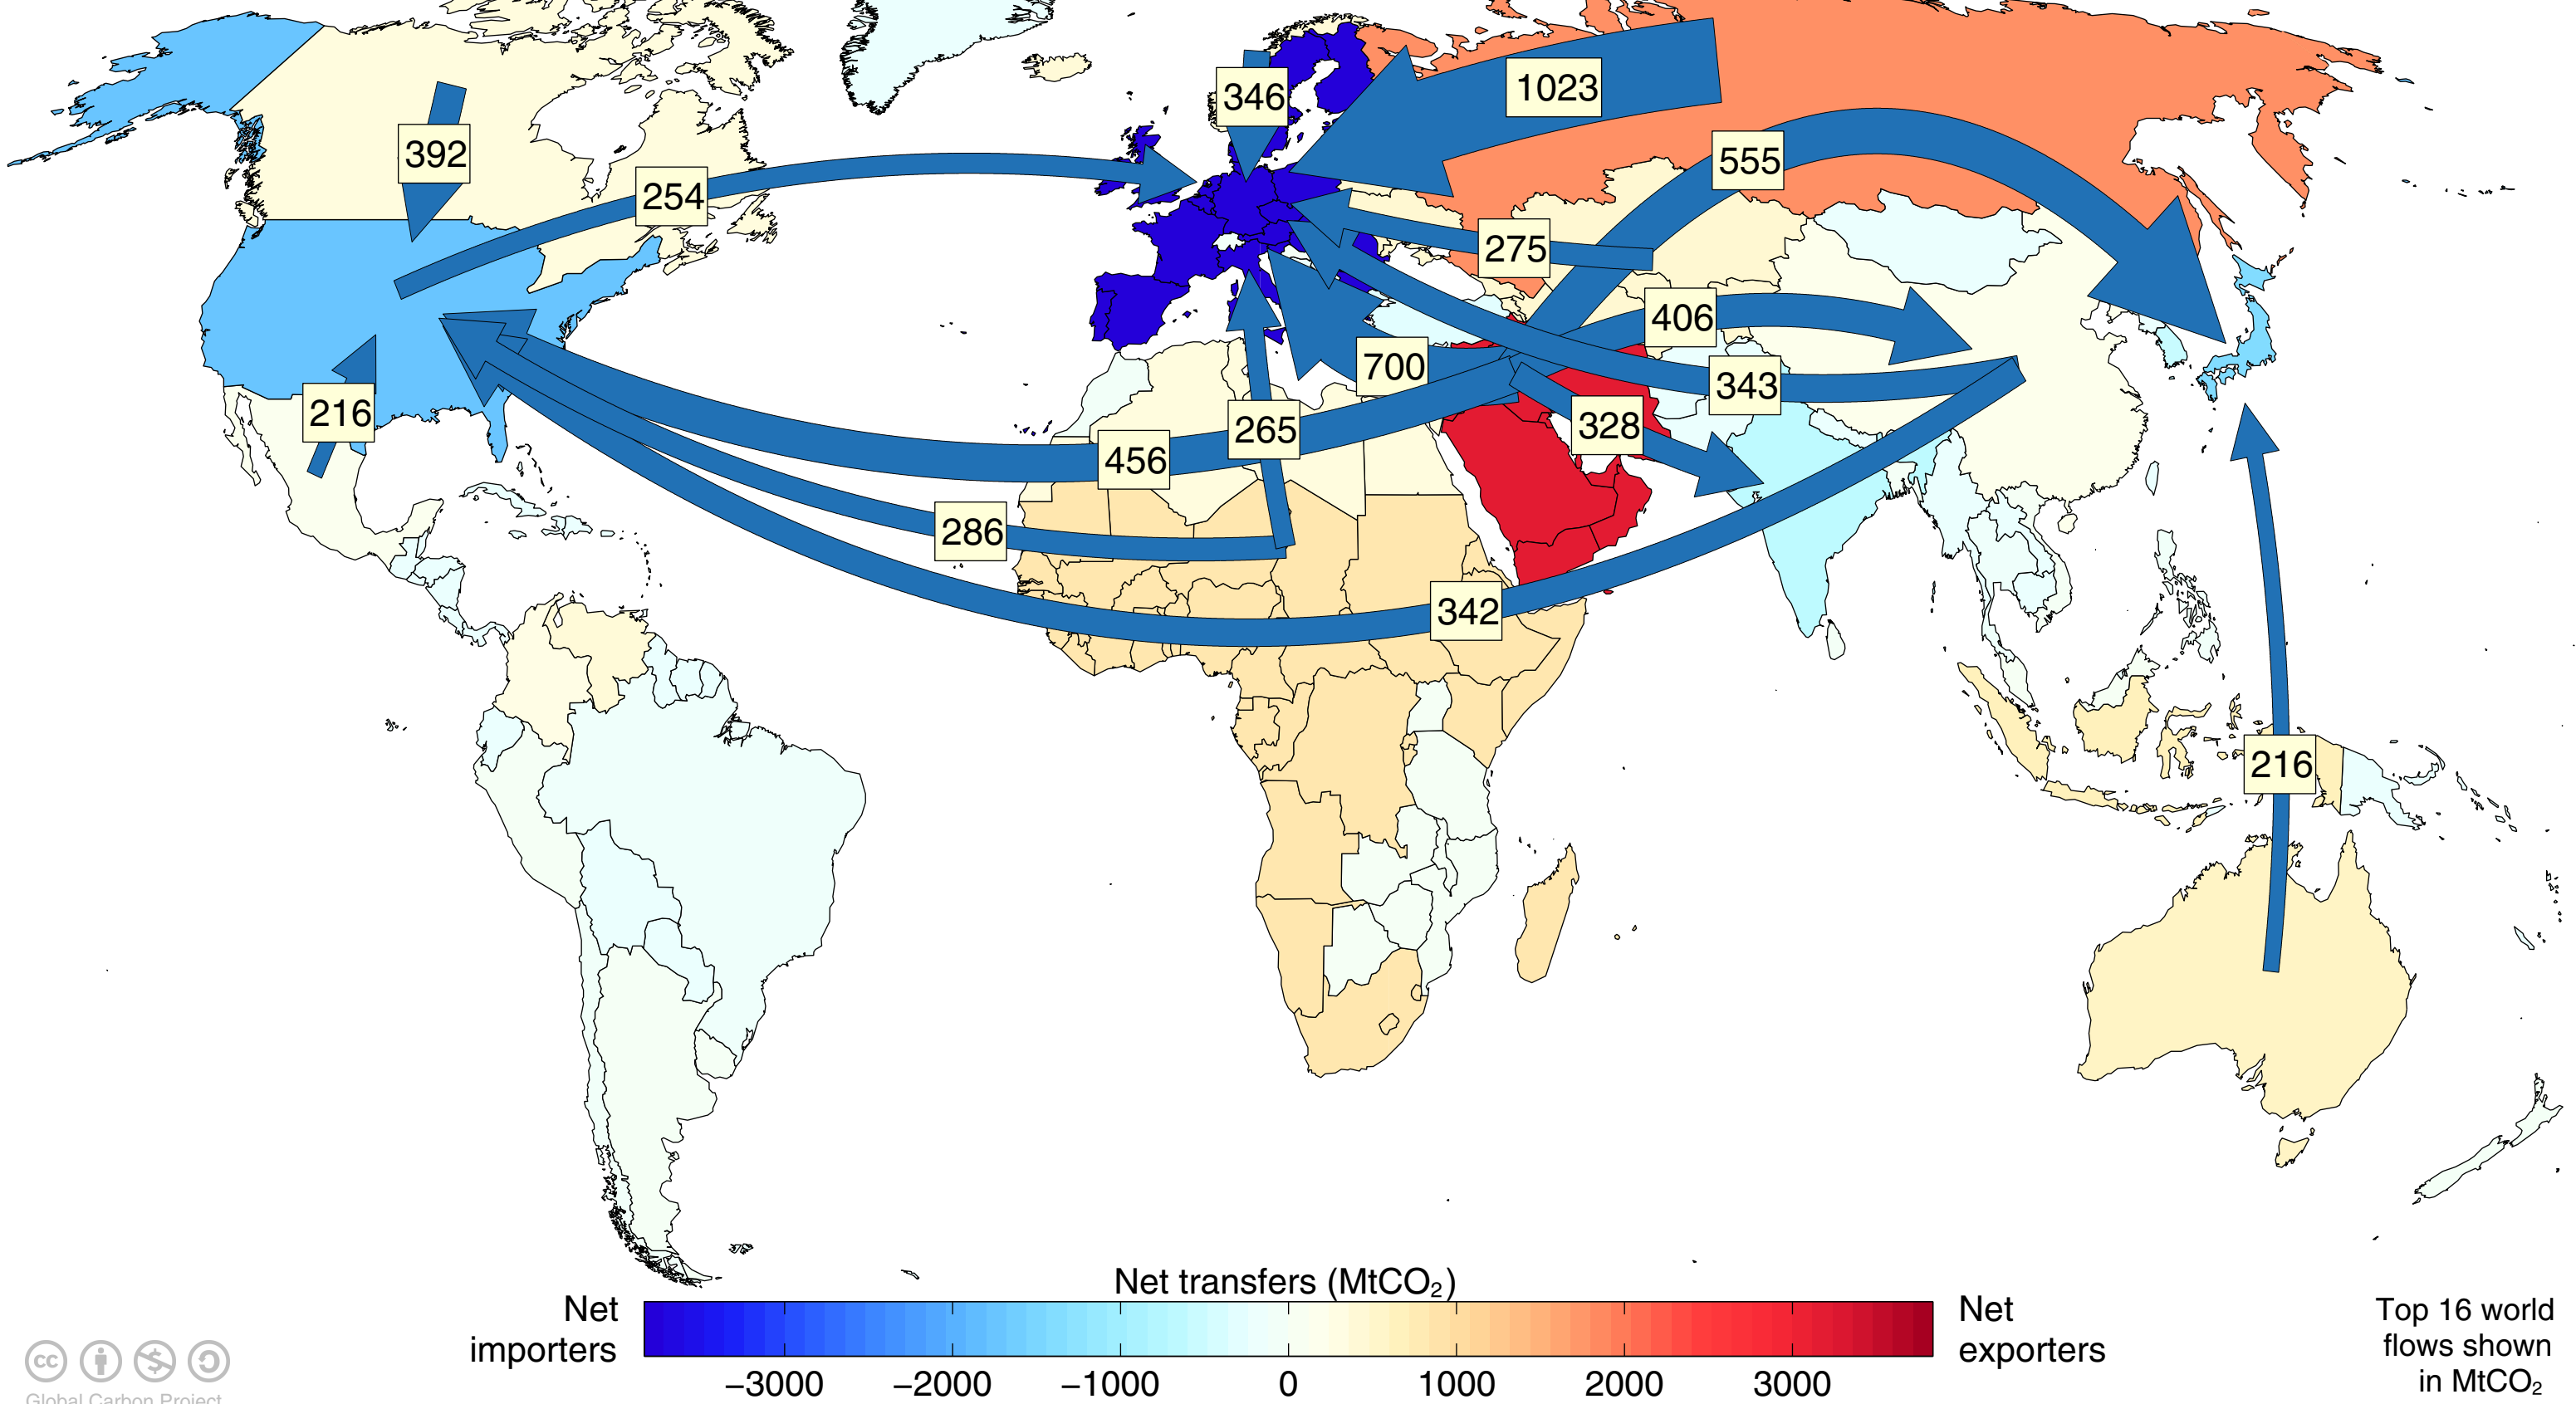 346
1023
392
555
254
275
406
700
343
216
265
328
456
286
342
216
Net transfers (MtCO₂)
Net
importers
Net
exporters
−3000 −2000 −1000 0 1000 2000 3000
Top 16 world
flows shown
in MtCO₂
cc
Global Carbon Project